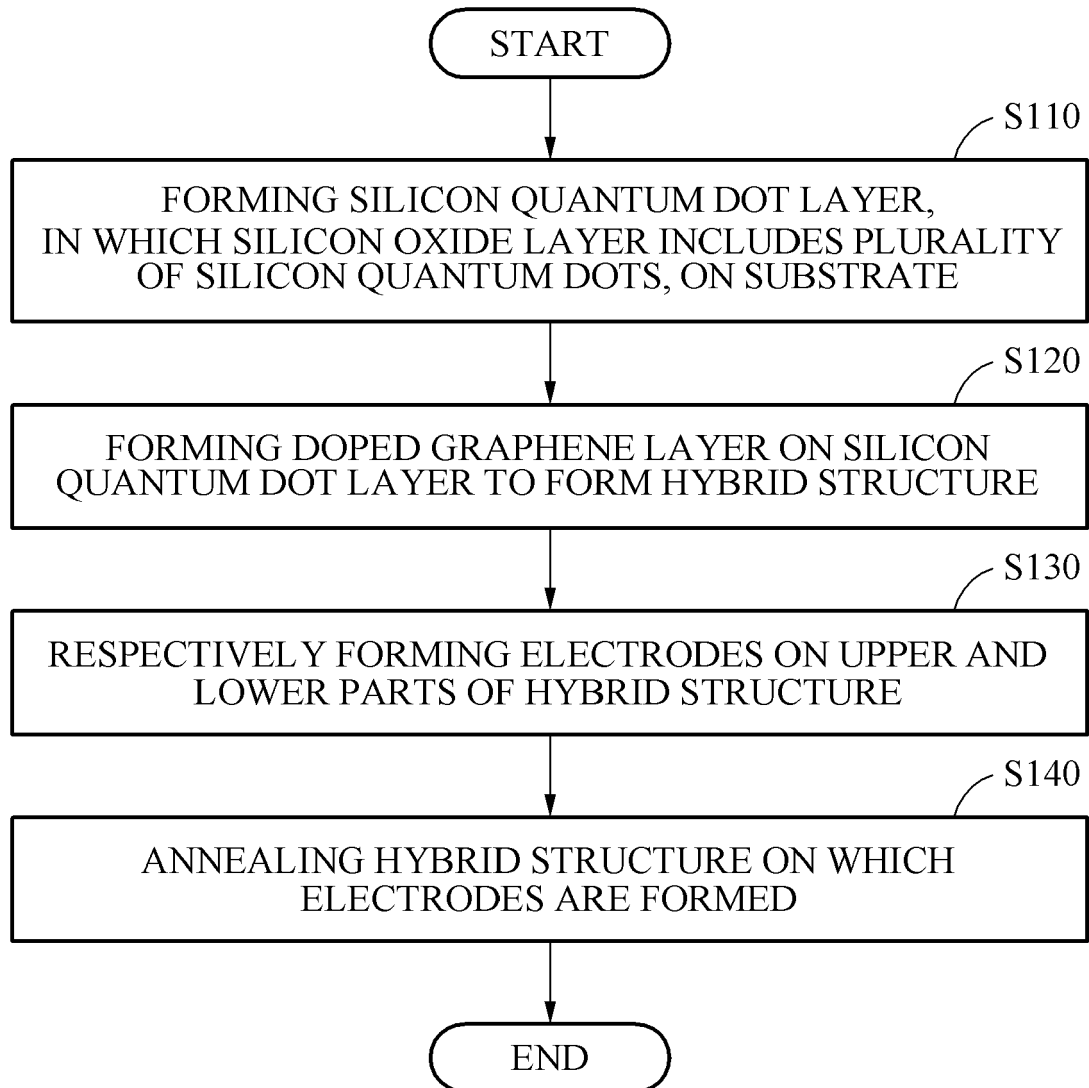 START
S110
FORMING SILICON QUANTUM DOT LAYER,
IN WHICH SILICON OXIDE LAYER INCLUDES PLURALITY
OF SILICON QUANTUM DOTS, ON SUBSTRATE
S120
FORMING DOPED GRAPHENE LAYER ON SILICON
QUANTUM DOT LAYER TO FORM HYBRID STRUCTURE
S130
RESPECTIVELY FORMING ELECTRODES ON UPPER AND
LOWER PARTS OF HYBRID STRUCTURE
S140
ANNEALING HYBRID STRUCTURE ON WHICH
ELECTRODES ARE FORMED
END